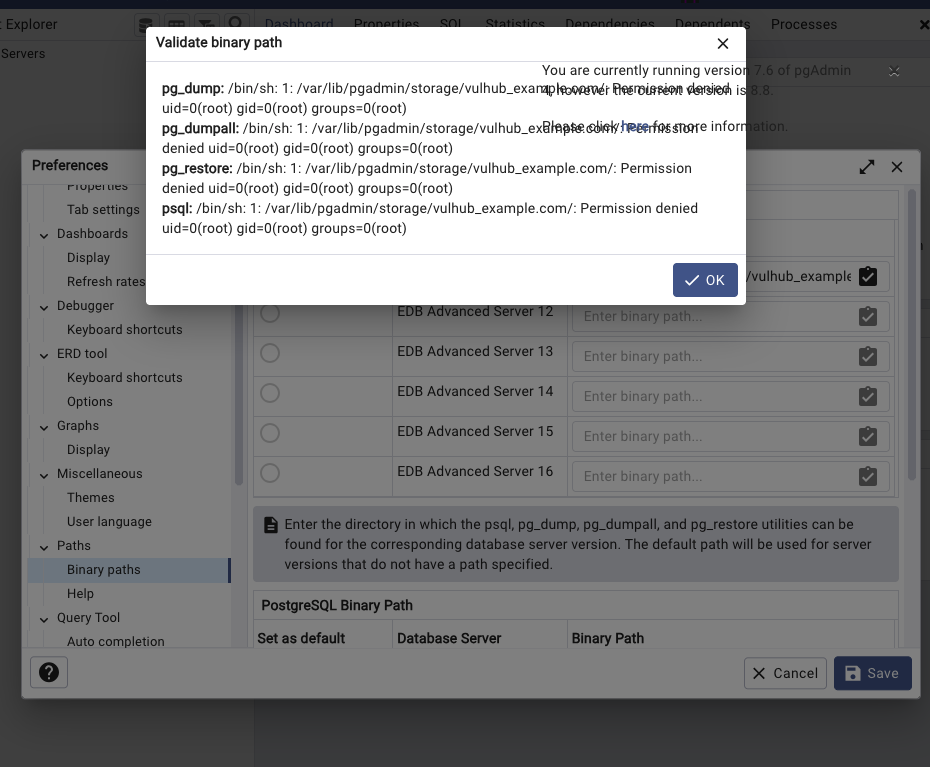 t Explorer
Dashboard Properties SQL Statistics Dependencies Dependents Processes
Servers
Validate binary path
You are currently running version 7.6 of pgAdmin
4, however the current version is 8.8.
Please click here for more information.
pg_dump: /bin/sh: 1: /var/lib/pgadmin/storage/vulhub_example.com/: Permission denied
uid=0(root) gid=0(root) groups=0(root)
pg_dumpall: /bin/sh: 1: /var/lib/pgadmin/storage/vulhub_example.com/: Permission
denied uid=0(root) gid=0(root) groups=0(root)
pg_restore: /bin/sh: 1: /var/lib/pgadmin/storage/vulhub_example.com/: Permission
denied uid=0(root) gid=0(root) groups=0(root)
psql: /bin/sh: 1: /var/lib/pgadmin/storage/vulhub_example.com/: Permission denied
uid=0(root) gid=0(root) groups=0(root)
OK
Preferences
Properties
Tab settings
Dashboards
Display
Refresh rates
Debugger
Keyboard shortcuts
ERD tool
Keyboard shortcuts
Options
Graphs
Display
Miscellaneous
Themes
User language
Paths
Binary paths
Help
Query Tool
Auto completion
/vulhub_example
EDB Advanced Server 12 Enter binary path...
EDB Advanced Server 13 Enter binary path...
EDB Advanced Server 14 Enter binary path...
EDB Advanced Server 15 Enter binary path...
EDB Advanced Server 16 Enter binary path...
Enter the directory in which the psql, pg_dump, pg_dumpall, and pg_restore utilities can be
found for the corresponding database server version. The default path will be used for server
versions that do not have a path specified.
PostgreSQL Binary Path
Set as default Database Server Binary Path
? Cancel Save